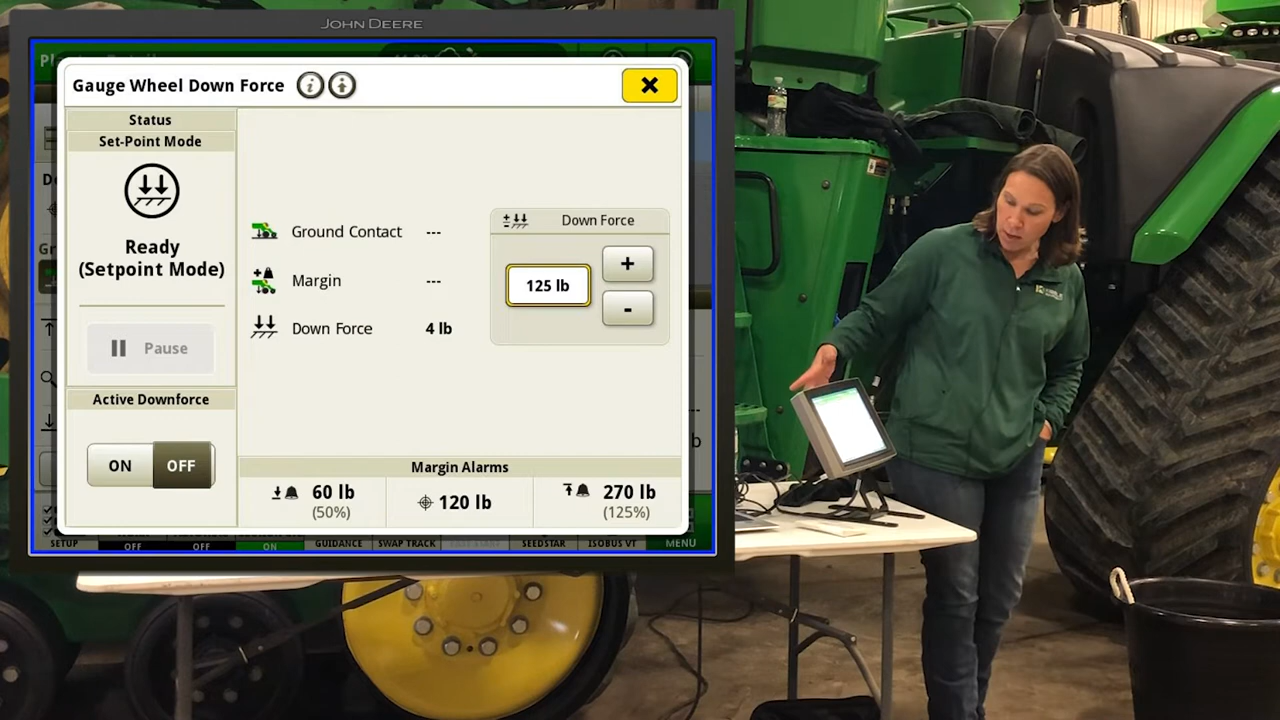 JOHN DEERE
Gauge Wheel Down Force
Status
Set-Point Mode
Ready
(Setpoint Mode)
Pause
Active Downforce
ON OFF
Ground Contact ---
Margin ---
Down Force 4 lb
Down Force
125 lb
+
-
Margin Alarms
60 lb
(50%)
120 lb
270 lb
(125%)
SETUP OFF OFF ON GUIDANCE SWAP TRACK SEEDSTAR ISOBUS VT MENU